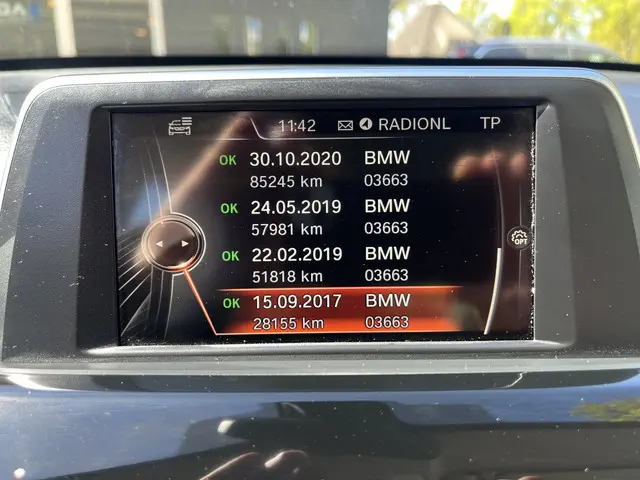 11:42 RADIONL TP
OK 30.10.2020 BMW
85245 km 03663
OK 24.05.2019 BMW
57981 km 03663
OK 22.02.2019 BMW
51818 km 03663
OK 15.09.2017 BMW
28155 km 03663
OPT